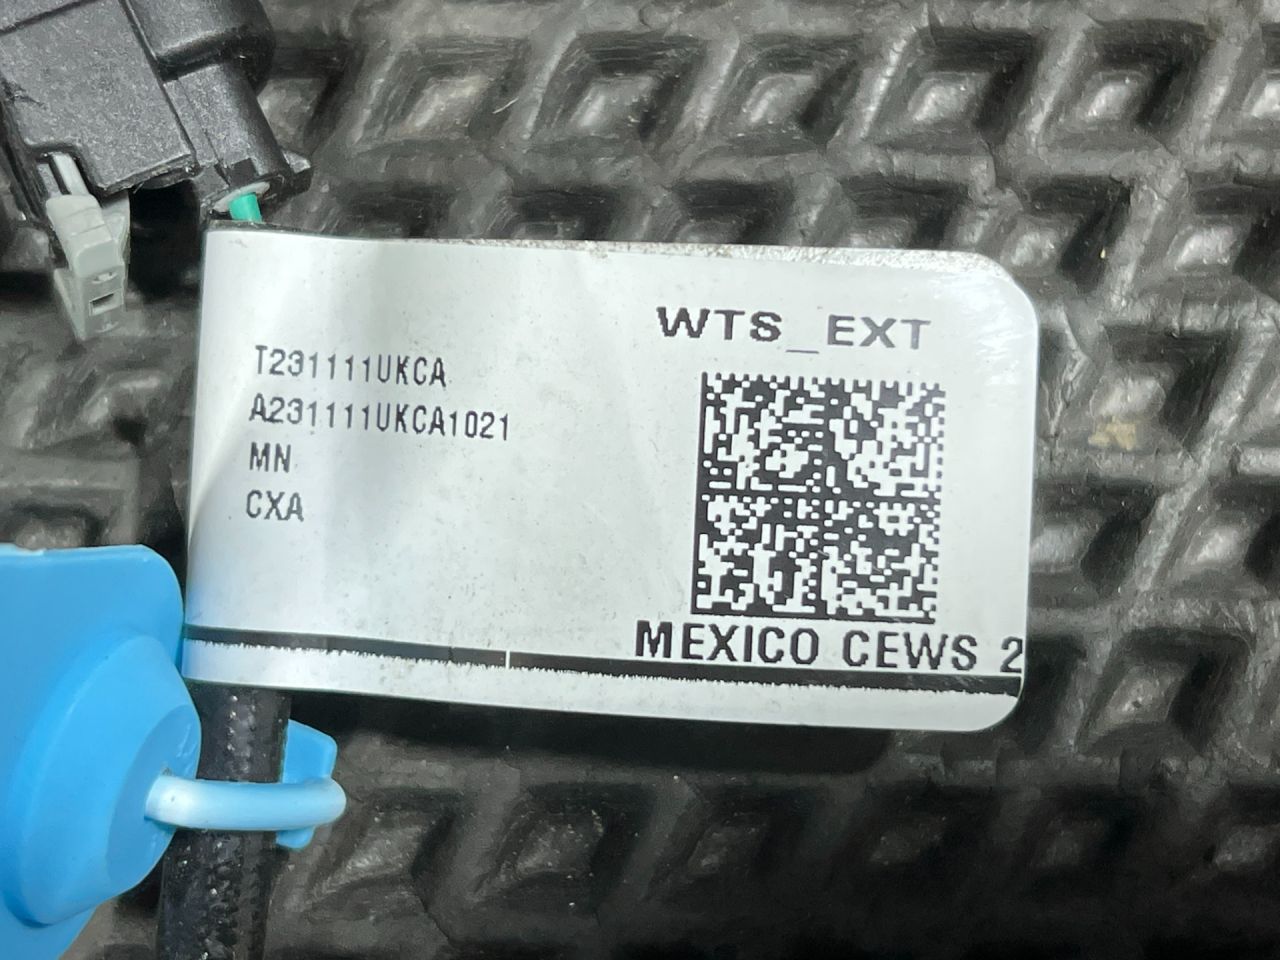 WTS_EXT
T231111UKCA
A231111UKCA1021
MN
CXA
MEXICO CEWS 2